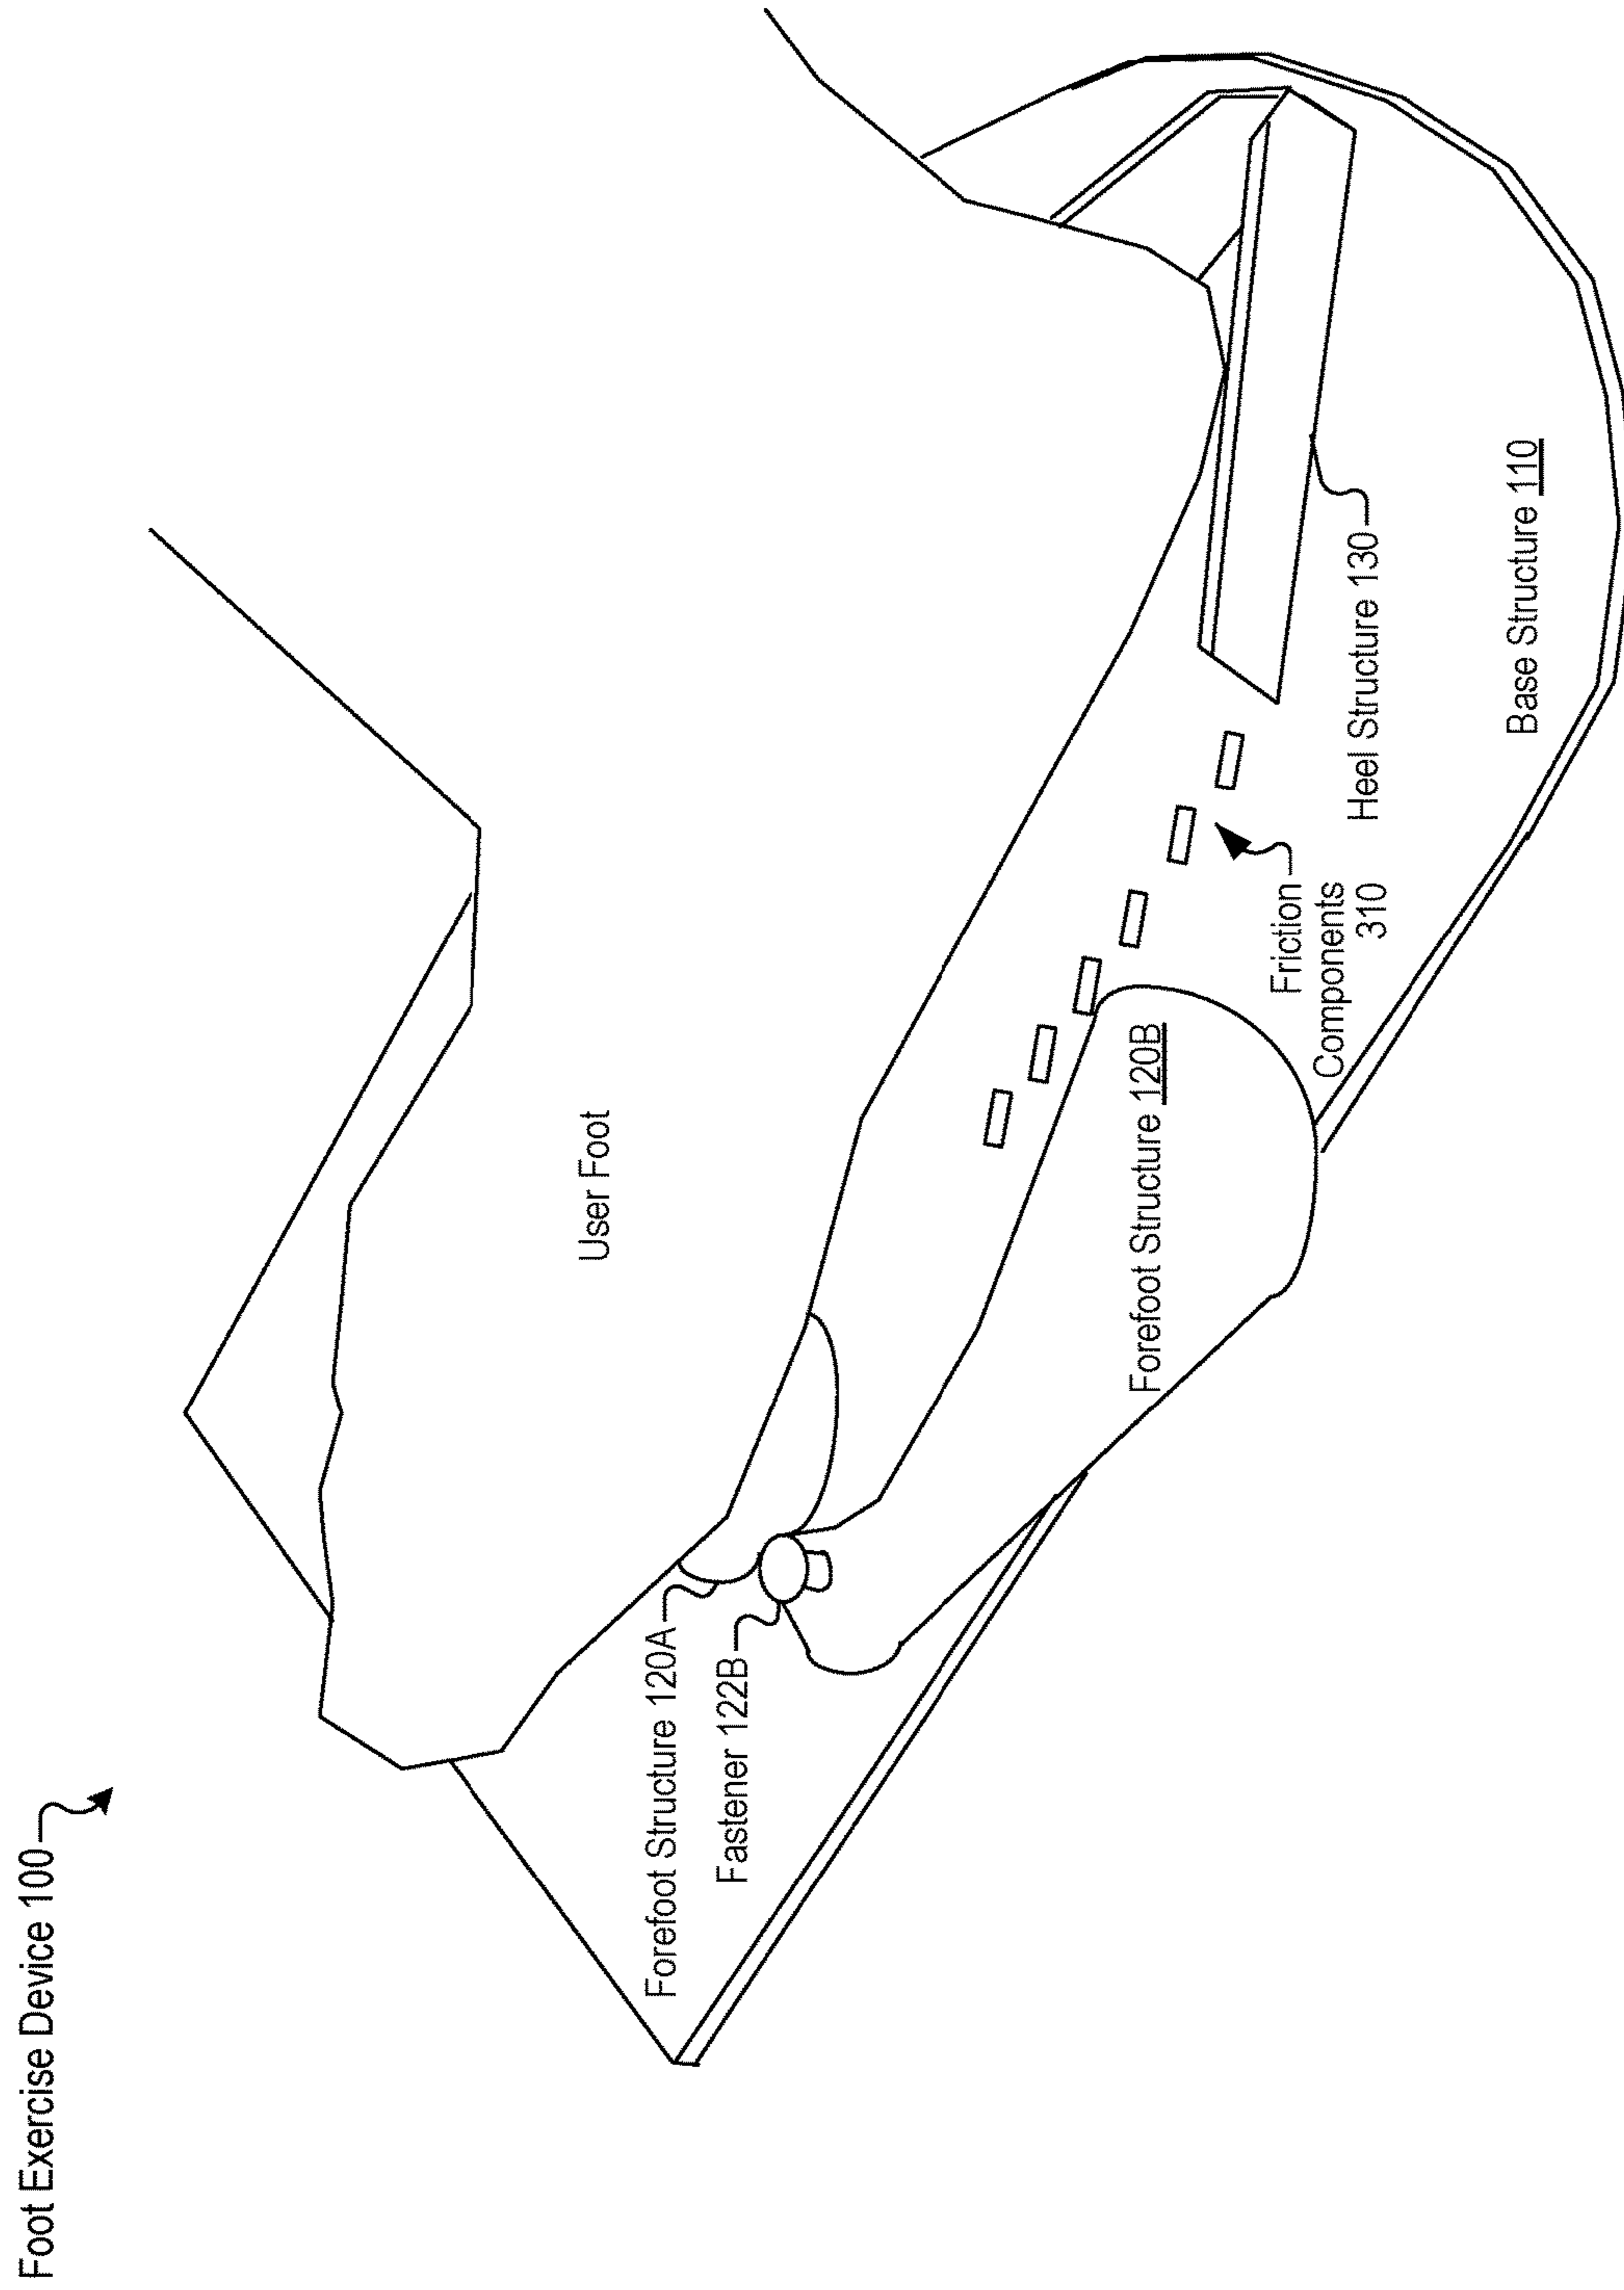 Foot Exercise Device 100
User Foot
Forefoot Structure 120A
Fastener 122B
Forefoot Structure 120B
Friction
Components
310
Heel Structure 130
Base Structure 110